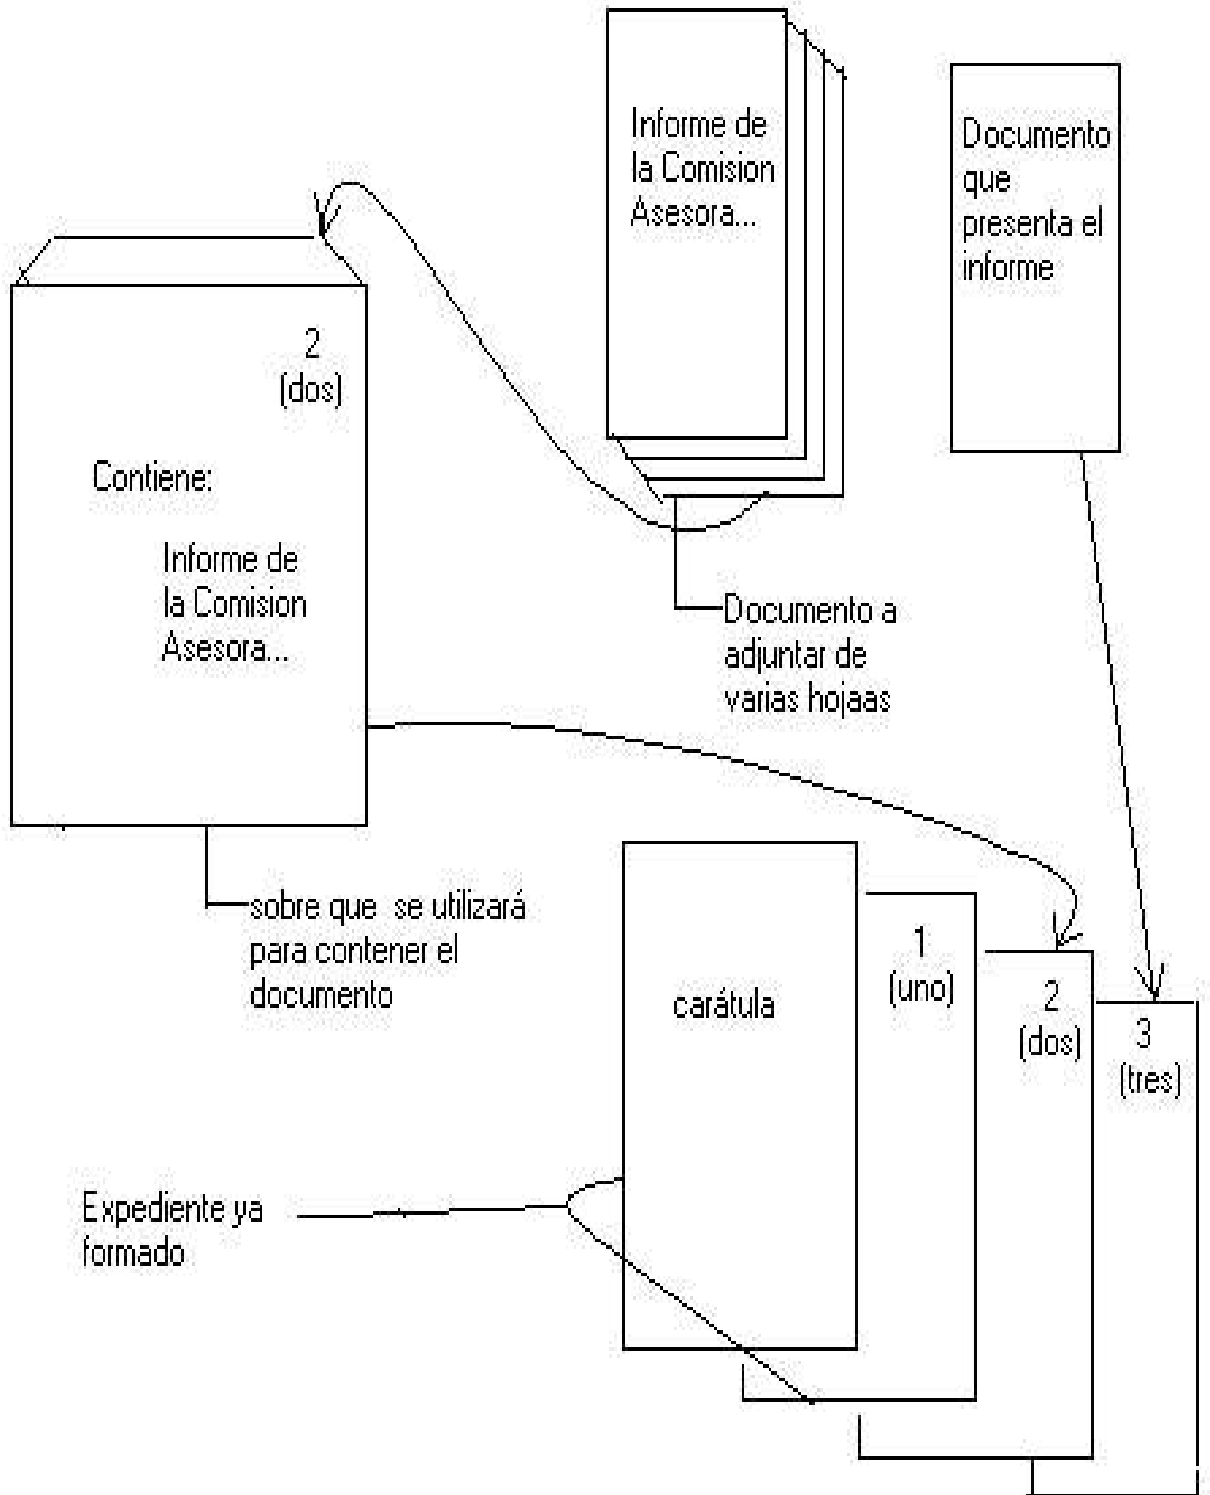 Informe de
la Comision
Asesora...
Documento
que
presenta el
informe
2
(dos)
Contiene:
Informe de
la Comision
Asesora...
Documento a
adjuntar de
varias hojaas
sobre que se utilizará
para contener el
documento
carátula
1
(uno)
2
(dos)
3
(tres)
Expediente ya
formado